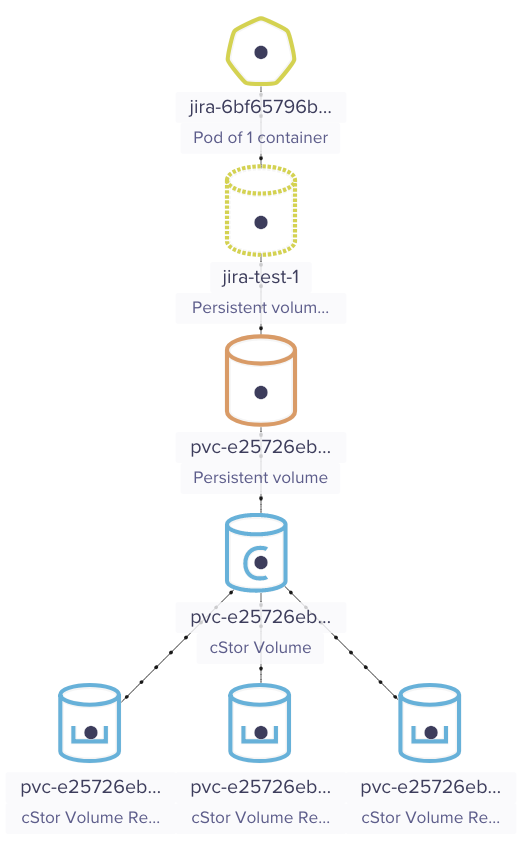 jira-6bf65796b...
Pod of 1 container
jira-test-1
Persistent volum...
pvc-e25726eb...
Persistent volume
C
pvc-e25726eb...
cStor Volume
pvc-e25726eb... pvc-e25726eb... pvc-e25726eb...
cStor Volume Re... cStor Volume Re... cStor Volume Re...